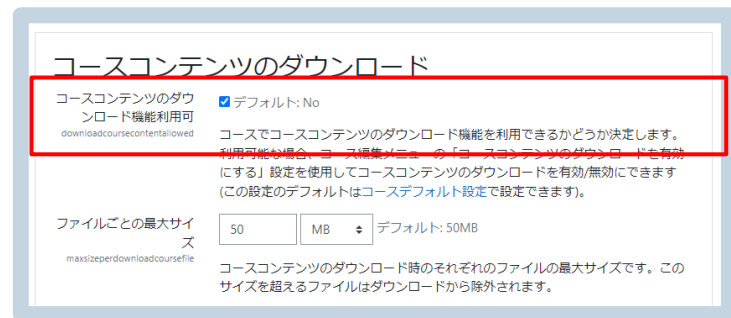 コースコンテンツのダウンロード
コースコンテンツのダウ
ンロード機能利用可
downloadcoursecontentallowed
デフォルト: No
コースでコースコンテンツのダウンロード機能を利用できるかどうか決定します。
利用可能な場合、コース編集メニューの「コースコンテンツのダウンロードを有効
にする」設定を使用してコースコンテンツのダウンロードを有効/無効にできます
(この設定のデフォルトはコースデフォルト設定で設定できます)。
ファイルごとの最大サイ
ズ
maxsizeperdownloadcoursefile
50 MB デフォルト: 50MB
コースコンテンツのダウンロード時のそれぞれのファイルの最大サイズです。この
サイズを超えるファイルはダウンロードから除外されます。